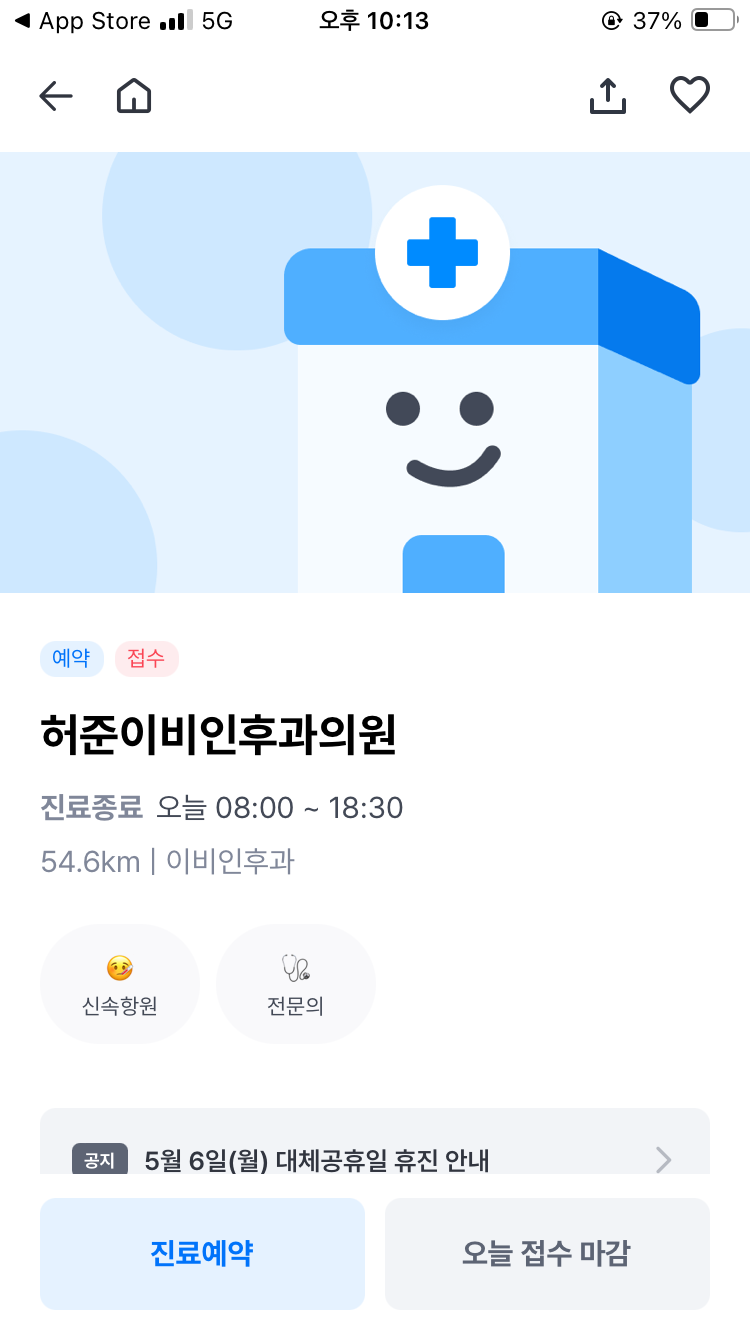 ◀ App Store 5G 오후 10:13 37%
예약 접수
허준이비인후과의원
진료종료 오늘 08:00 ~ 18:30
54.6km | 이비인후과
신속항원 전문의
공지 5월 6일(월) 대체공휴일 휴진 안내
진료예약 오늘 접수 마감